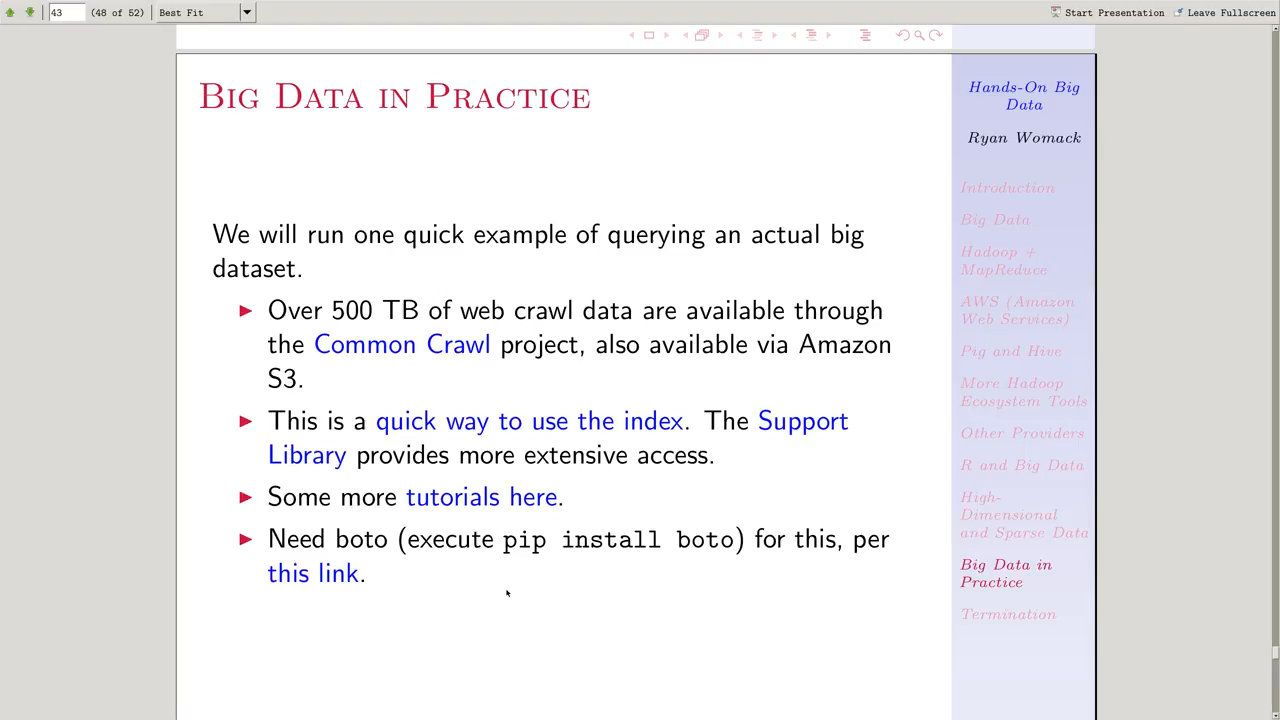 43 (48 of 52) Best Fit Start Presentation Leave Fullscreen
Big Data in Practice
We will run one quick example of querying an actual big
dataset.
Over 500 TB of web crawl data are available through
the Common Crawl project, also available via Amazon
S3.
This is a quick way to use the index. The Support
Library provides more extensive access.
Some more tutorials here.
Need boto (execute pip install boto) for this, per
this link.
Hands-On Big
Data
Ryan Womack
Introduction
Big Data
Hadoop +
MapReduce
AWS (Amazon
Web Services)
Pig and Hive
More Hadoop
Ecosystem Tools
Other Providers
R and Big Data
High-
Dimensional
and Sparse Data
Big Data in
Practice
Termination